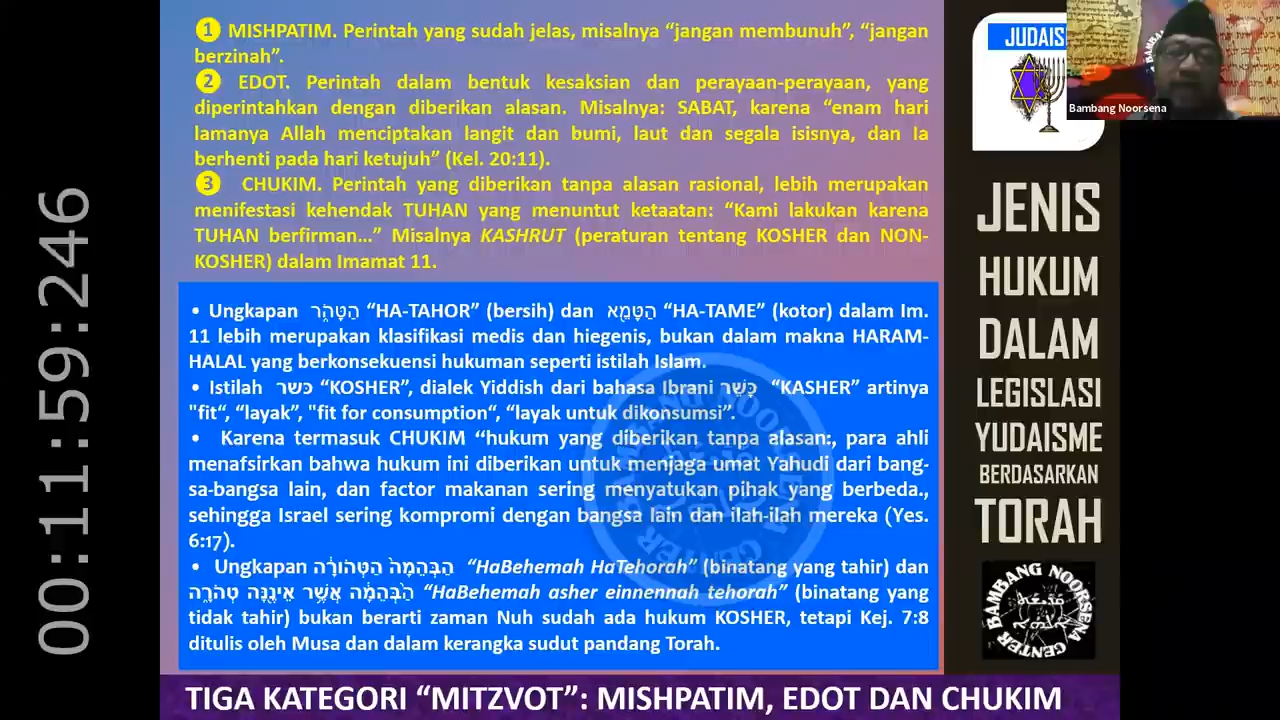 ❶ MISHPATIM. Perintah yang sudah jelas, misalnya “jangan membunuh”, “jangan
berzinah”.
❷ EDOT. Perintah dalam bentuk kesaksian dan perayaan-perayaan, yang
diperintahkan dengan diberikan alasan. Misalnya: SABAT, karena “enam hari
lamanya Allah menciptakan langit dan bumi, laut dan segala isisnya, dan Ia
berhenti pada hari ketujuh” (Kel. 20:11).
❸ CHUKIM. Perintah yang diberikan tanpa alasan rasional, lebih merupakan
menifestasi kehendak TUHAN yang menuntut ketaatan: “Kami lakukan karena
TUHAN berfirman...” Misalnya KASHRUT (peraturan tentang KOSHER dan NON-
KOSHER) dalam Imamat 11.
• Ungkapan הַטָּהֹ֑ר “HA-TAHOR” (bersih) dan הַטָּמֵ֖א “HA-TAME” (kotor) dalam Im.
11 lebih merupakan klasifikasi medis dan hiegenis, bukan dalam makna HARAM-
HALAL yang berkonsekuensi hukuman seperti istilah Islam.
• Istilah כשר “KOSHER”, dialek Yiddish dari bahasa Ibrani כָּשֵׁר “KASHER” artinya
"fit“, “layak”, "fit for consumption“, “layak untuk dikonsumsi”.
• Karena termasuk CHUKIM “hukum yang diberikan tanpa alasan:, para ahli
menafsirkan bahwa hukum ini diberikan untuk menjaga umat Yahudi dari bang-
sa-bangsa lain, dan factor makanan sering menyatukan pihak yang berbeda.,
sehingga Israel sering kompromi dengan bangsa lain dan ilah-ilah mereka (Yes.
6:17).
• Ungkapan הַבְּהֵמָה֙ הַטְּהוֹרָ֔ה “HaBehemah HaTehorah” (binatang yang tahir) dan
הַ֨בְּהֵמָ֔ה אֲשֶׁ֥ר אֵינֶ֖נָּה טְהֹרָ֑ה “HaBehemah asher einnennah tehorah” (binatang yang
tidak tahir) bukan berarti zaman Nuh sudah ada hukum KOSHER, tetapi Kej. 7:8
ditulis oleh Musa dan dalam kerangka sudut pandang Torah.
TIGA KATEGORI “MITZVOT”: MISHPATIM, EDOT DAN CHUKIM
JUDAIS
Bambang Noorsena
JENIS
HUKUM
DALAM
LEGISLASI
YUDAISME
BERDASARKAN
TORAH
BAMBANG NOORSENA CENTER
BAMBANG NOORSENA CENTER
00:11:59:246